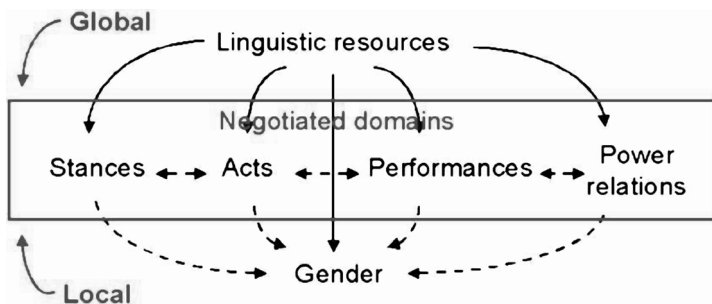 Global
Linguistic resources
Negotiated domains
Stances Acts Performances Power
relations
Gender
Local